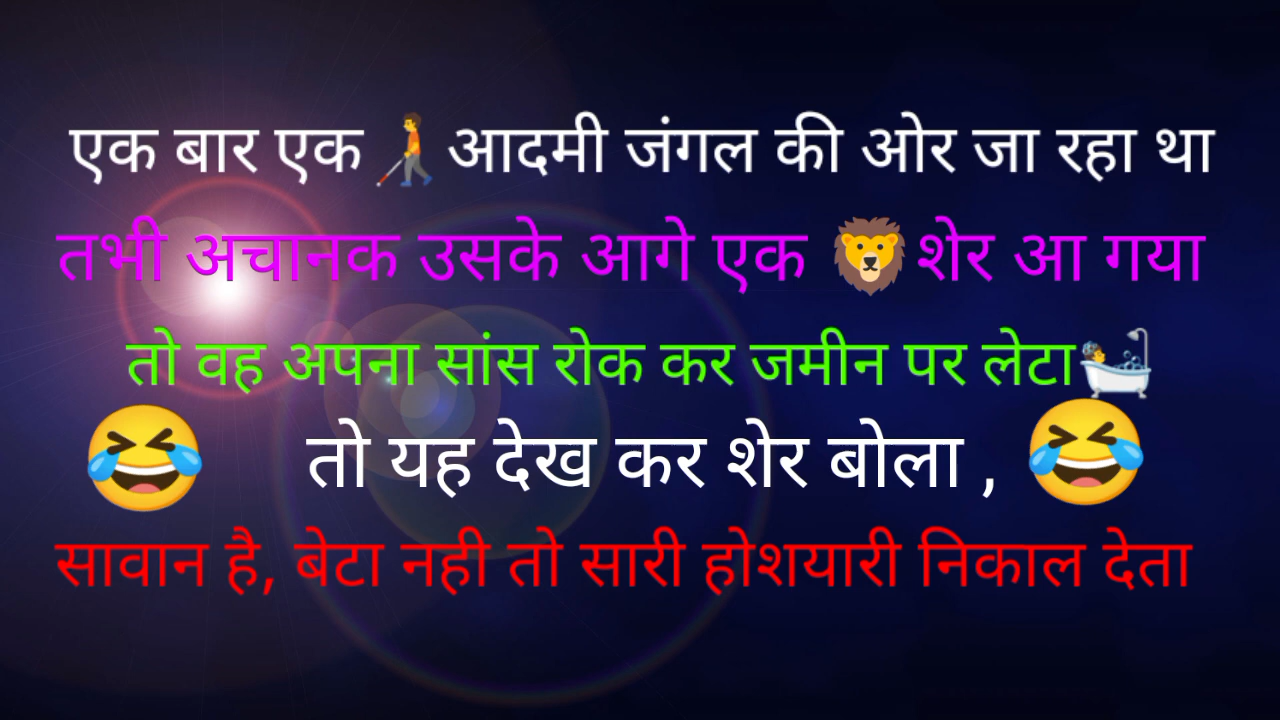 एक बार एक 🧑‍🦯 आदमी जंगल की ओर जा रहा था
तभी अचानक उसके आगे एक 🦁 शेर आ गया
तो वह अपना सांस रोक कर जमीन पर लेटा 🛀
😂 तो यह देख कर शेर बोला , 😂
सावान है, बेटा नही तो सारी होशयारी निकाल देता